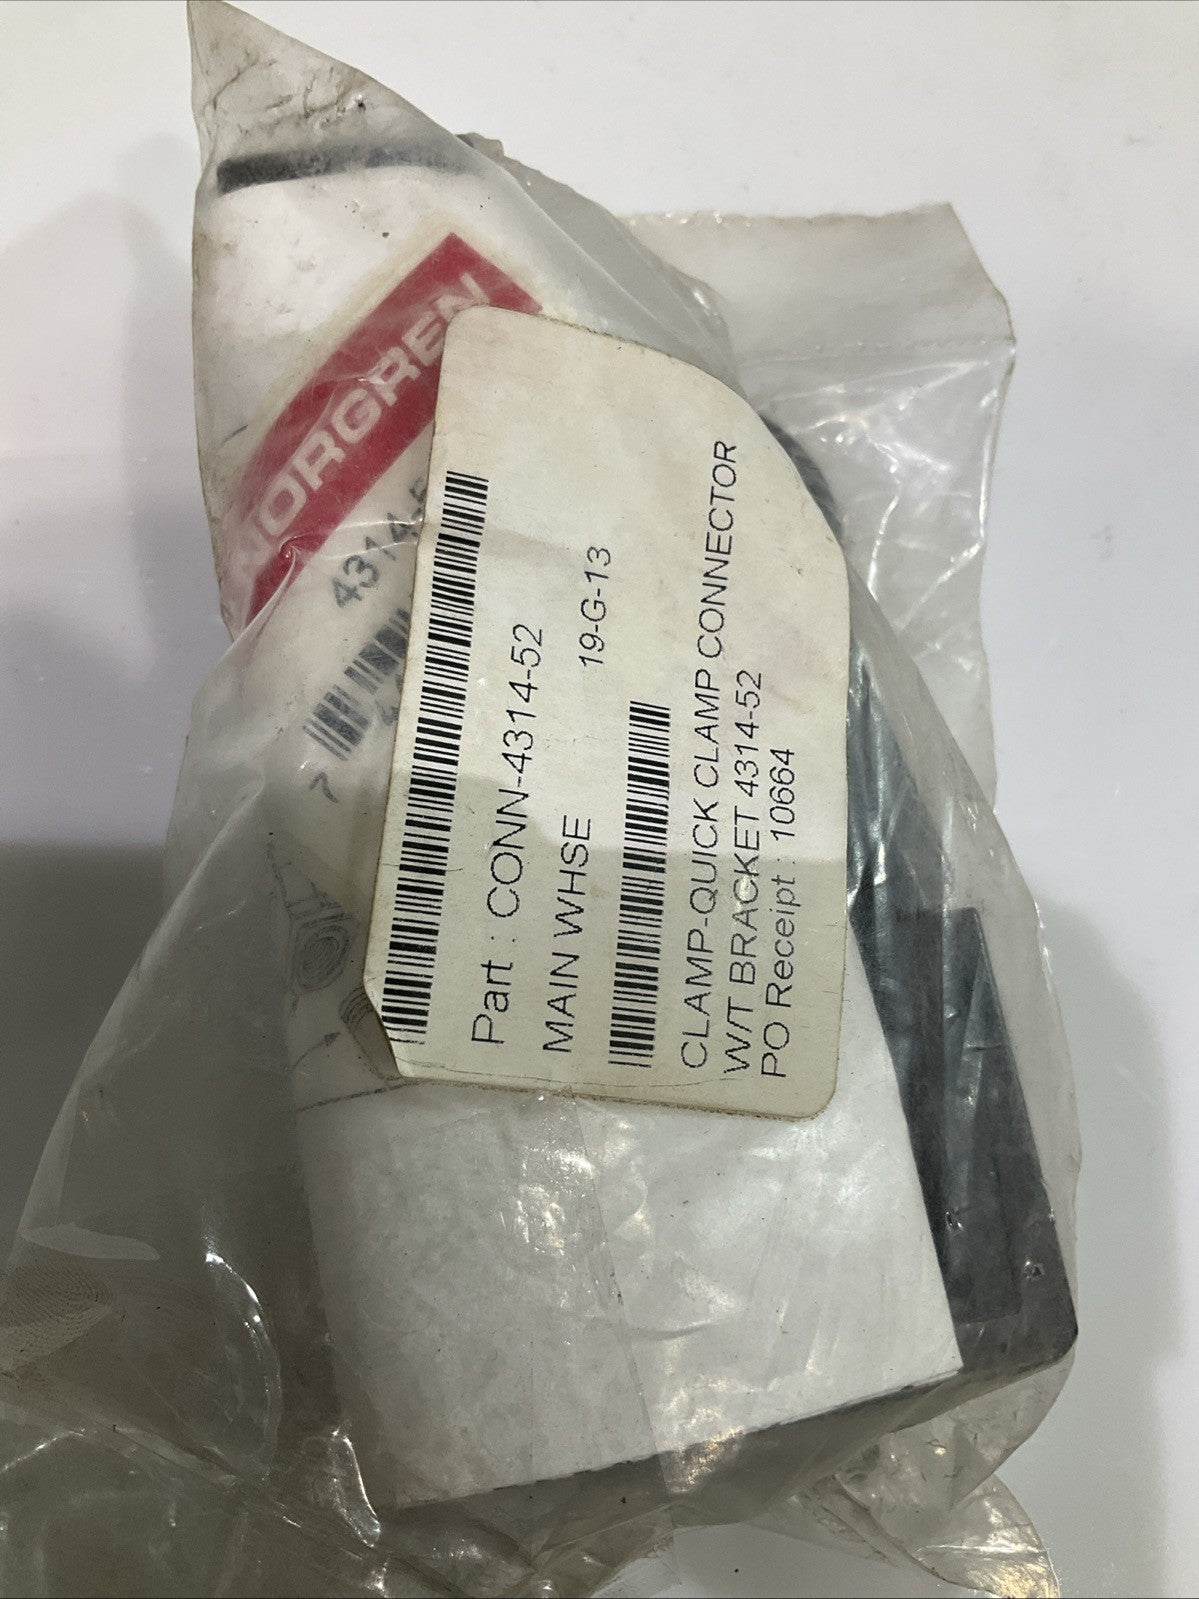 NORGREN
4314-5
7
Part : CONN-4314-52
MAIN WHSE 19-G-13
CLAMP-QUICK CLAMP CONNECTOR
W/T BRACKET 4314-52
PO Receipt : 10664